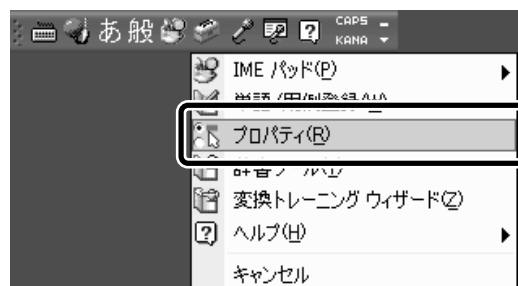 あ 般 CAPS
KANA
IME パッド(P)
プロパティ(R)
変換トレーニング ウィザード(Z)
ヘルプ(H)
キャンセル